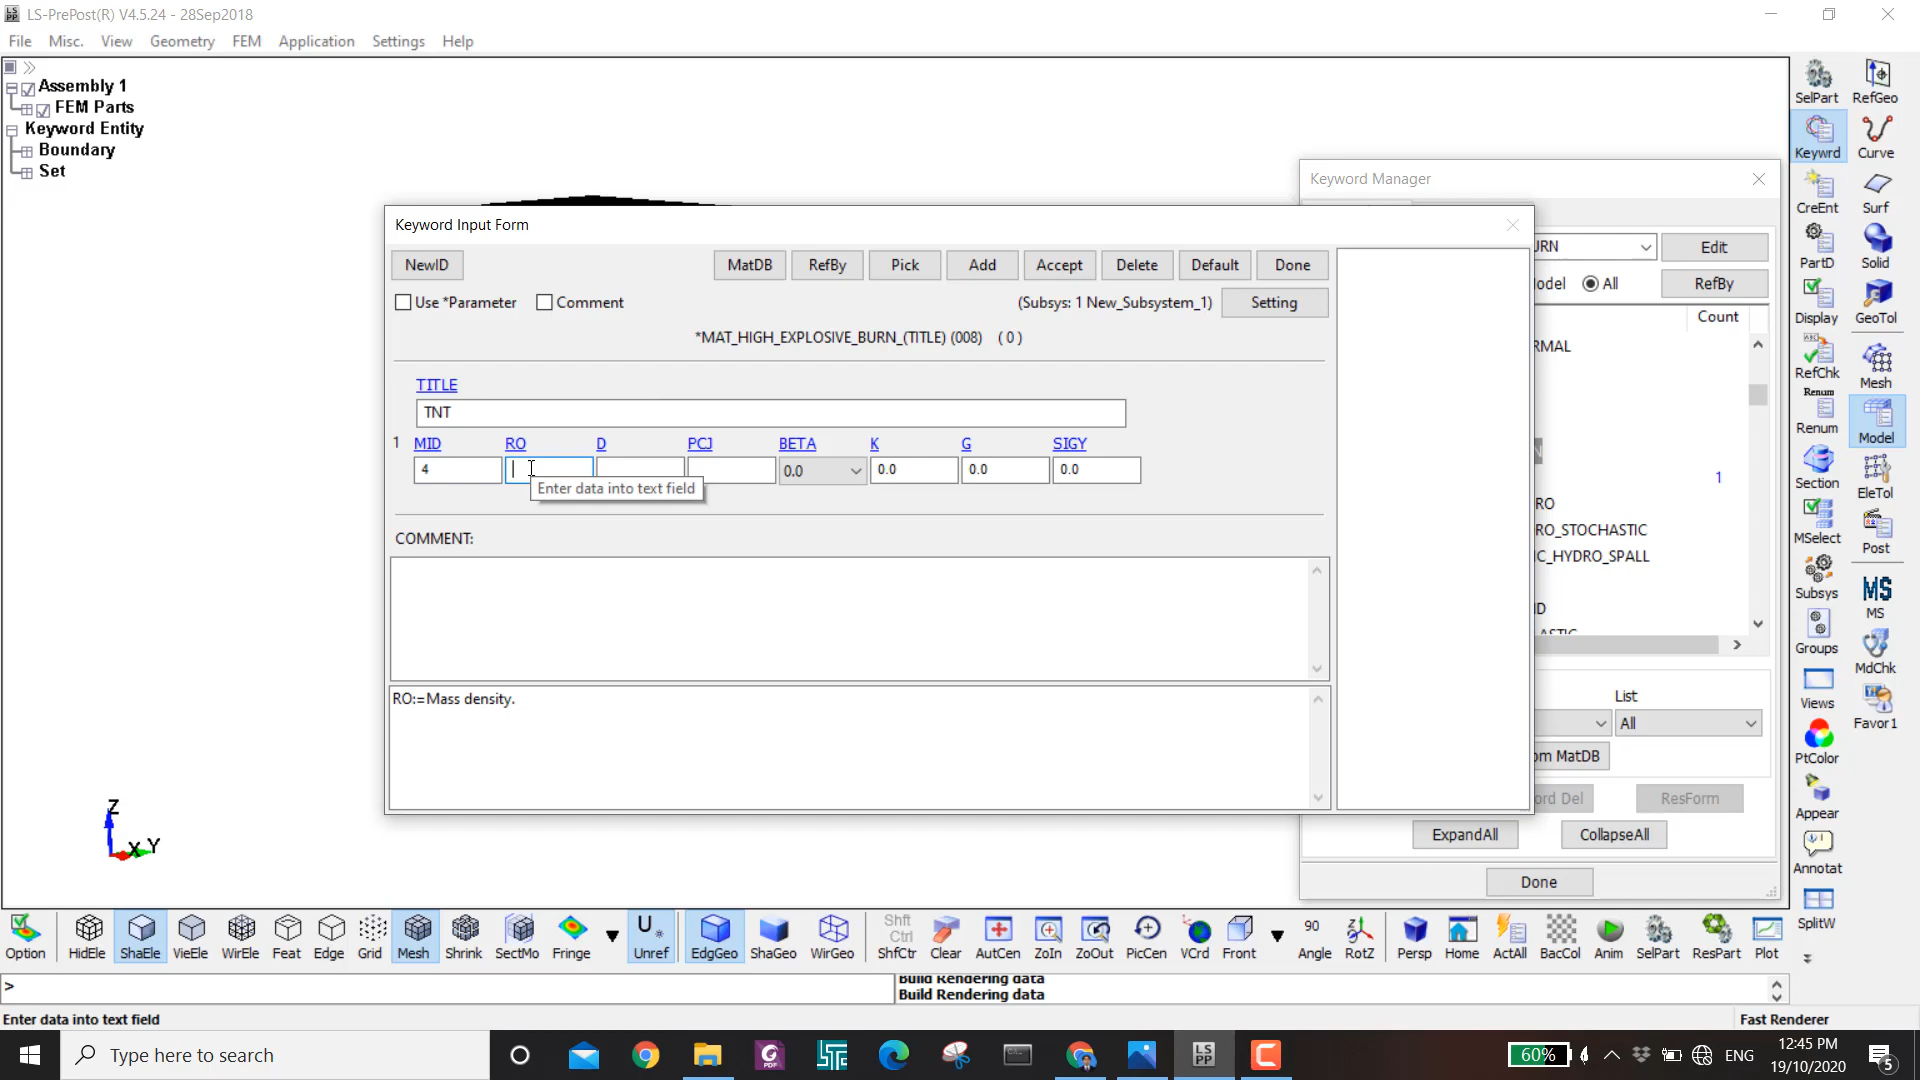 LS-PrePost(R) V4.5.24 - 28Sep2018
File Misc. View Geometry FEM Application Settings Help
Assembly 1
FEM Parts
Keyword Entity
Boundary
Set
Keyword Manager
Keyword Input Form
NewID MatDB RefBy Pick Add Accept Delete Default Done
Use *Parameter Comment (Subsys: 1 New_Subsystem_1) Setting
*MAT_HIGH_EXPLOSIVE_BURN_(TITLE) (008) ( 0 )
TITLE
TNT
1 MID RO D PCJ BETA K G SIGY
4 0.0 0.0 0.0 0.0
Enter data into text field
COMMENT:
RO:=Mass density.
URN Edit
odel All RefBy
Count
RMAL
N
1
RO
RO_STOCHASTIC
IC_HYDRO_SPALL
ID
List
All
om MatDB
ord Del ResForm
ExpandAll CollapseAll
Done
SelPart RefGeo
Keywrd Curve
CreEnt Surf
PartD Solid
Display GeoTol
RefChk Mesh
Renum
Renum Model
Section EleTol
MSelect Post
Subsys MS
MS
Groups MdChk
Views Favor1
PtColor
Appear
Annotat
SplitW
Z
X Y
Option HidEle ShaEle VieEle WirEle Feat Edge Grid Mesh Shrink SectMo Fringe Unref EdgGeo ShaGeo WirGeo Shft Ctrl ShfCtr Clear AutCen ZoIn ZoOut PicCen VCrd Front 90 Angle RotZ Persp Home ActAll BacCol Anim SelPart ResPart Plot
> Build Rendering data
Build Rendering data
Enter data into text field Fast Renderer
Type here to search 60% ENG 12:45 PM
19/10/2020 5